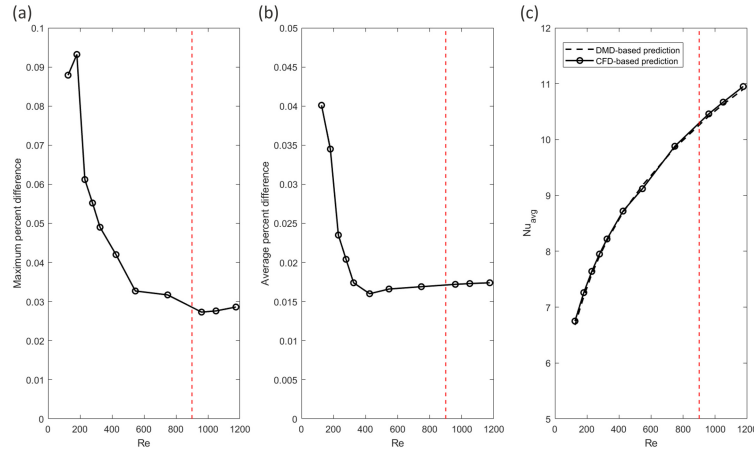 (a)
0.1
0.09
0.08
0.07
0.06
0.05
0.04
0.03
0.02
0.01
0
Maximum percent difference
0 200 400 600 800 1000 1200
Re
(b)
0.05
0.045
0.04
0.035
0.03
0.025
0.02
0.015
0.01
0.005
0
Average percent difference
0 200 400 600 800 1000 1200
Re
(c)
12
11
10
9
8
7
6
5
Nuavg
DMD-based prediction
CFD-based prediction
0 200 400 600 800 1000 1200
Re